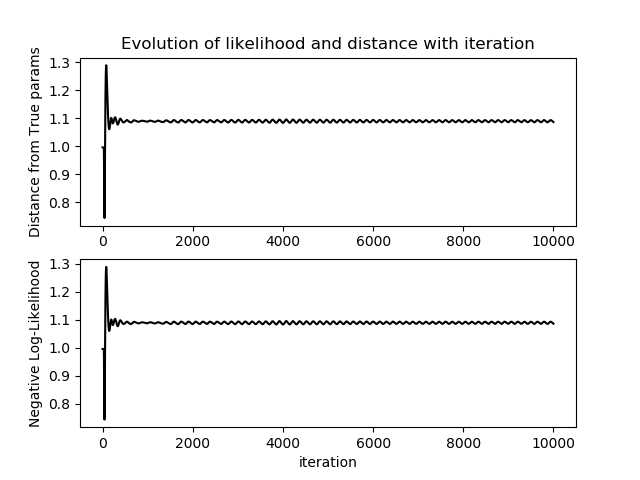 Evolution of likelihood and distance with iteration
Distance from True params
1.3
1.2
1.1
1.0
0.9
0.8
0 2000 4000 6000 8000 10000
Negative Log-Likelihood
1.3
1.2
1.1
1.0
0.9
0.8
0 2000 4000 6000 8000 10000
iteration